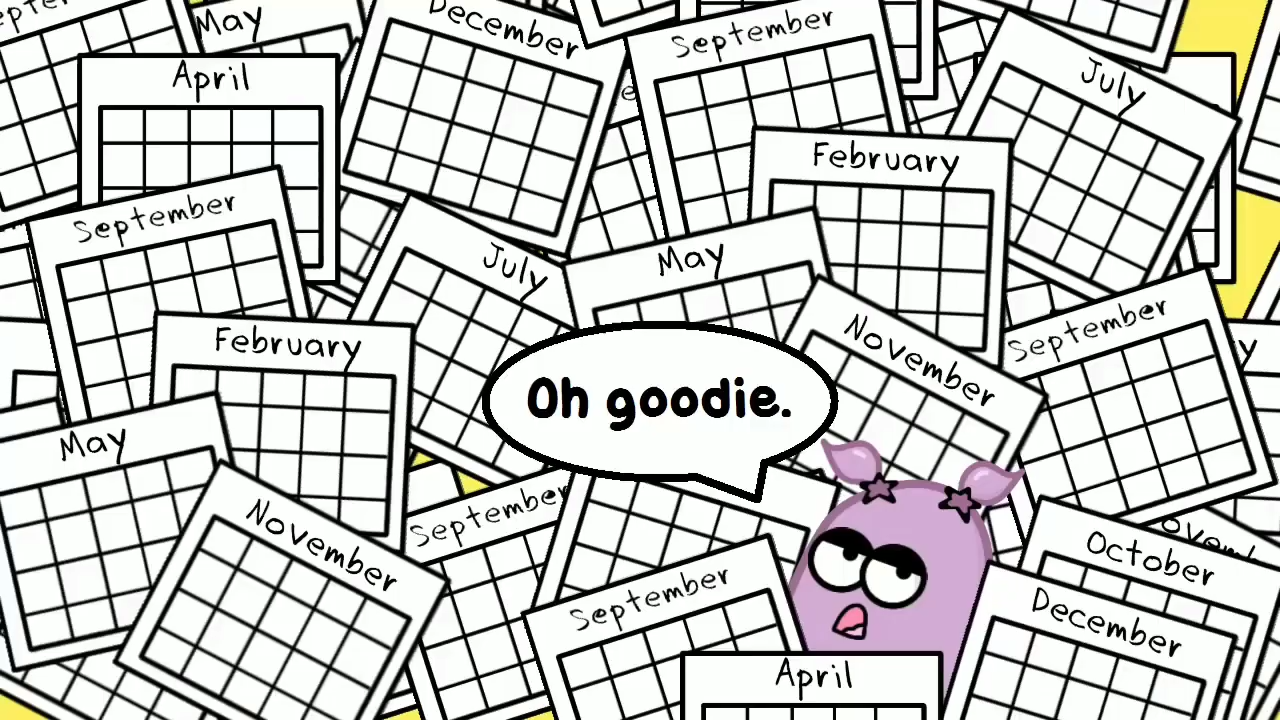 May
December
September
April
July
February
September
July
May
September
November
February
May
September
November
Oh goodie.
October
September
December
April